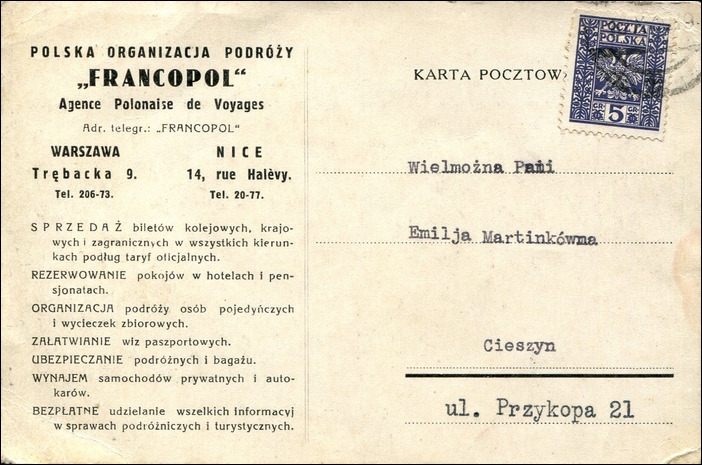 POLSKA ORGANIZACJA PODRÓŻY
„FRANCOPOL“
Agence Polonaise de Voyages
Adr. telegr.: „FRANCOPOL“
WARSZAWA
Trębacka 9.
Tel. 206-73.
NICE
14, rue Halèvy.
Tel. 20-77.
SPRZEDAŻ biletów kolejowych, krajo-
wych i zagranicznych w wszystkich kierun-
kach podług taryf oficjalnych.
REZERWOWANIE pokojów w hotelach i pen-
sjonatach.
ORGANIZACJA podróży osób pojedyńczych
i wycieczek zbiorowych.
ZAŁATWIANIE wiz paszportowych.
UBEZPIECZANIE podróżnych i bagażu.
WYNAJEM samochodów prywatnych i auto-
karów.
BEZPŁATNE udzielanie wszelkich informacyj
w sprawach podróżniczych i turystycznych.
KARTA POCZTOW
POCZTA
POLSKA
GR 5 GR
Wielmożna Pani
Emilja Martinkówna
Cieszyn
ul. Przykopa 21